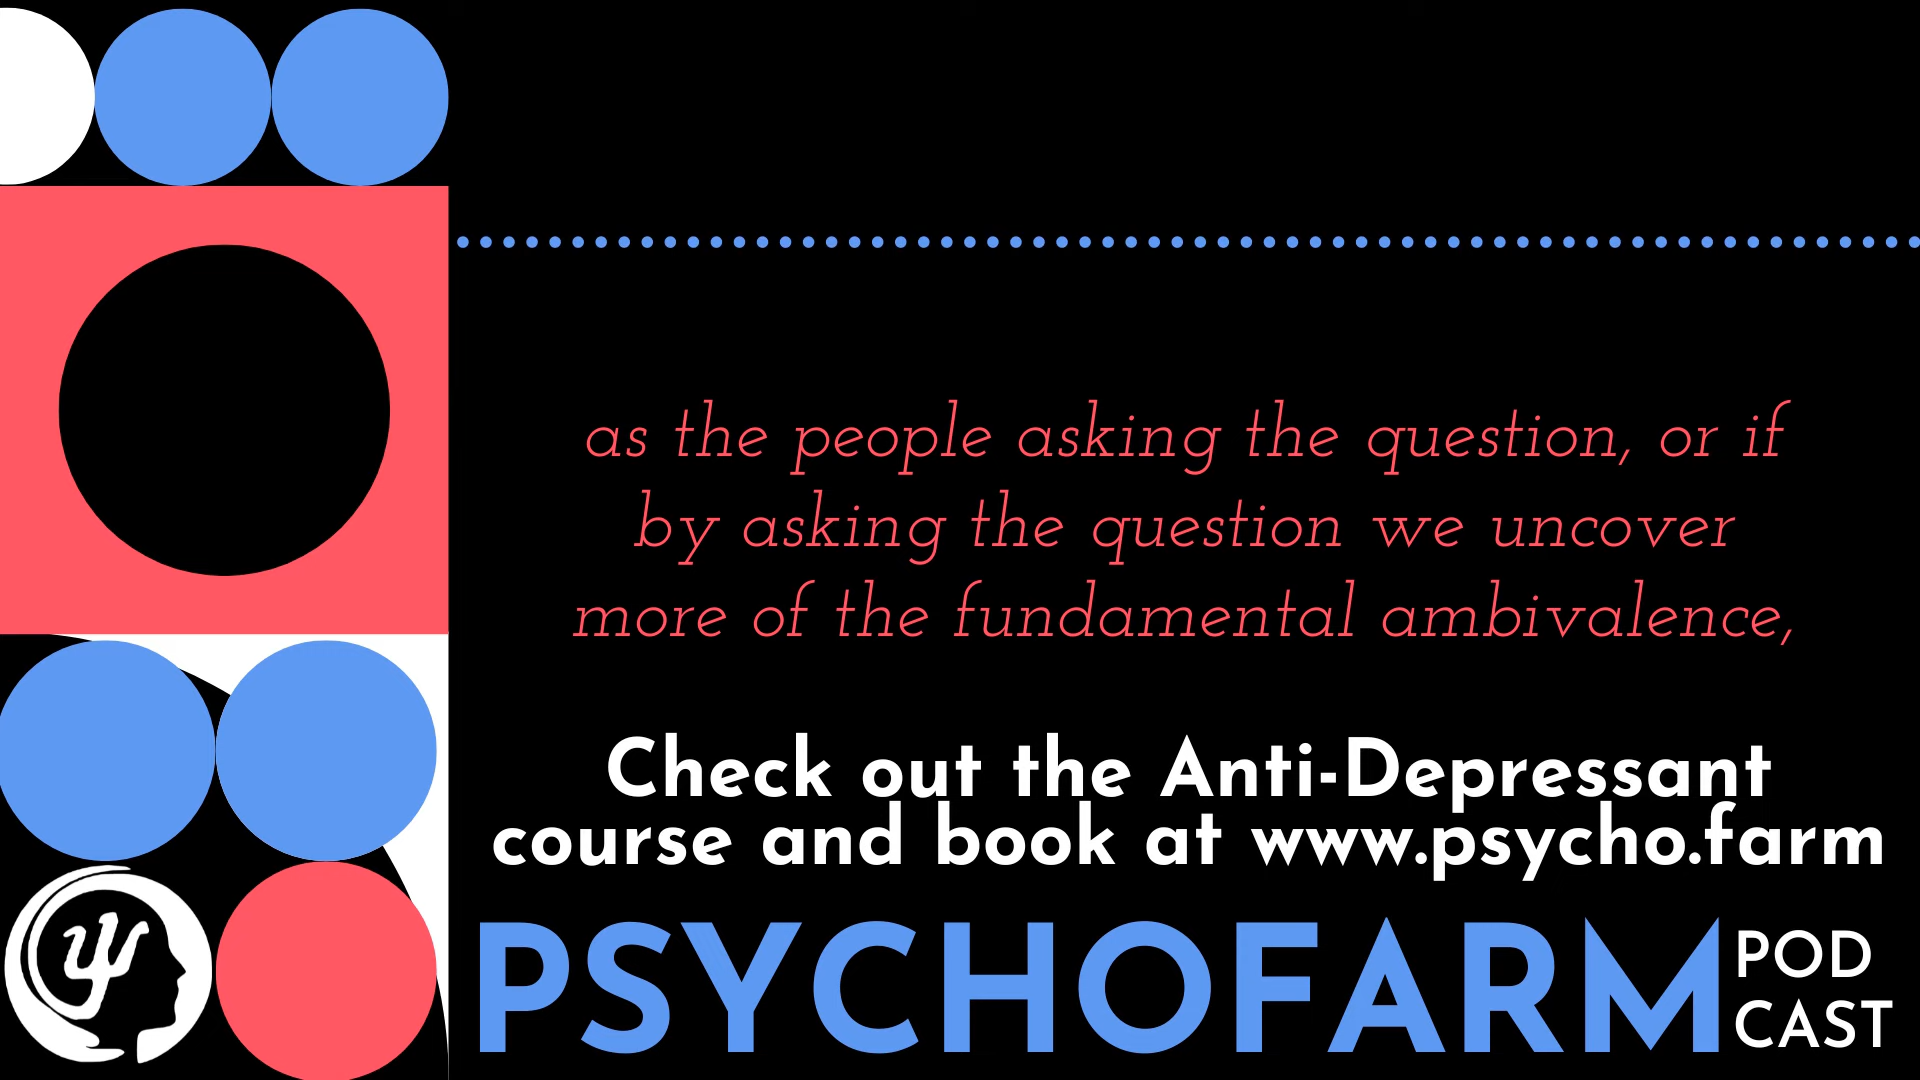 as the people asking the question, or if
by asking the question we uncover
more of the fundamental ambivalence,
Check out the Anti-Depressant
course and book at www.psycho.farm
PSYCHOFARM
POD
CAST
ψ